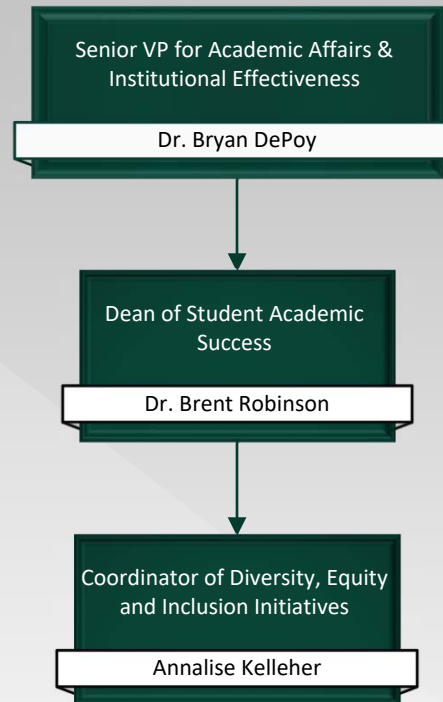 Senior VP for Academic Affairs &
Institutional Effectiveness
Dr. Bryan DePoy
Dean of Student Academic
Success
Dr. Brent Robinson
Coordinator of Diversity, Equity
and Inclusion Initiatives
Annalise Kelleher